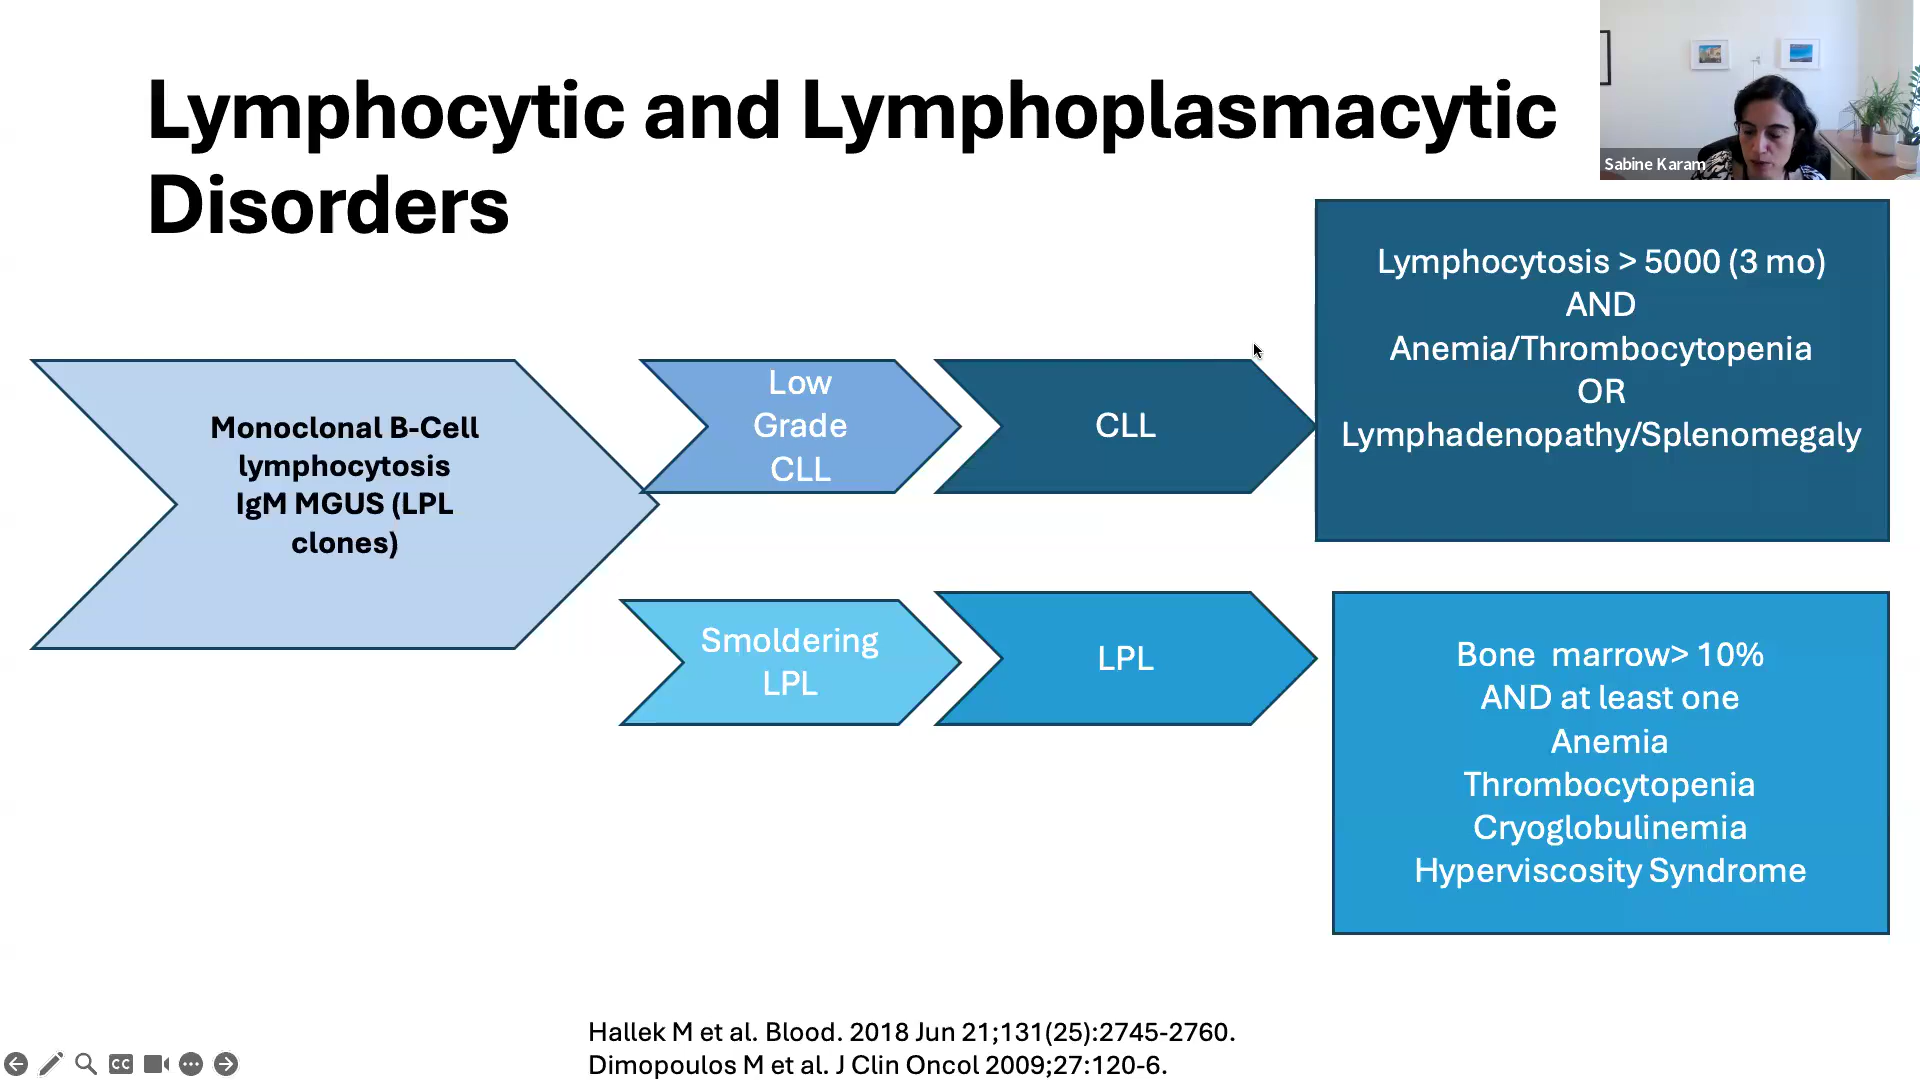 Lymphocytic and Lymphoplasmacytic
Disorders
Sabine Karam
Monoclonal B-Cell
lymphocytosis
IgM MGUS (LPL
clones)
Low
Grade
CLL
CLL
Lymphocytosis > 5000 (3 mo)
AND
Anemia/Thrombocytopenia
OR
Lymphadenopathy/Splenomegaly
Smoldering
LPL
LPL
Bone  marrow> 10%
AND at least one
Anemia
Thrombocytopenia
Cryoglobulinemia
Hyperviscosity Syndrome
Hallek M et al. Blood. 2018 Jun 21;131(25):2745-2760.
Dimopoulos M et al. J Clin Oncol 2009;27:120-6.
CC